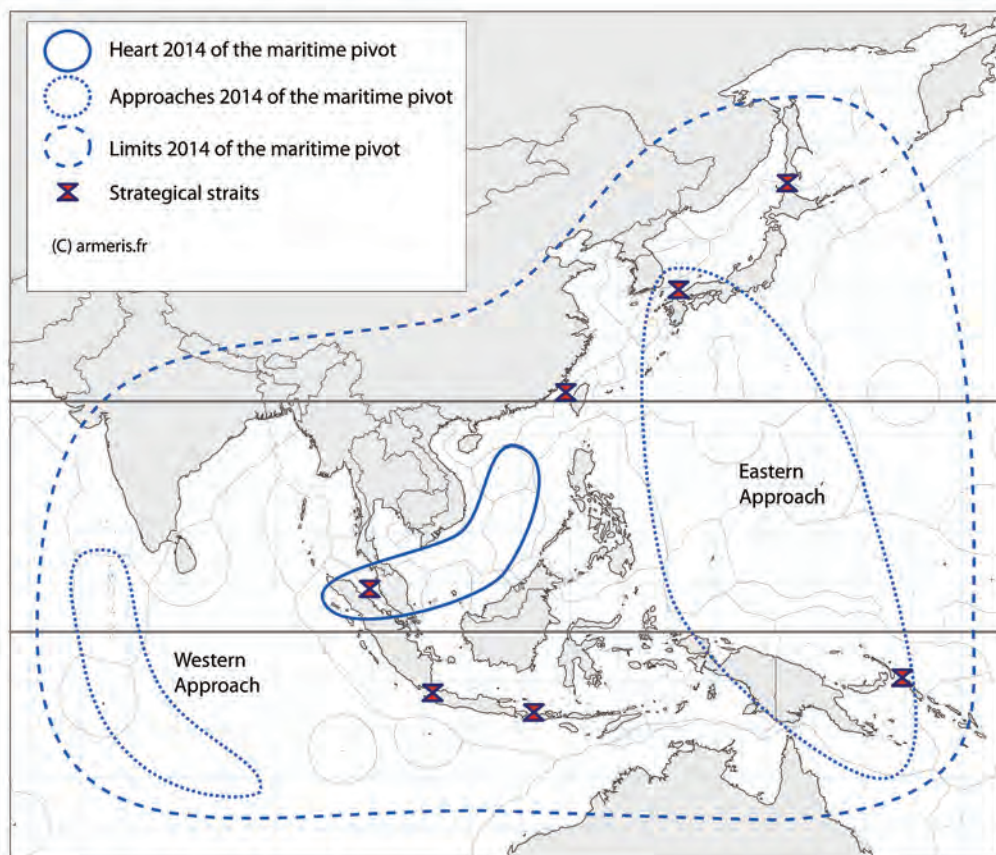 Heart 2014 of the maritime pivot
Approaches 2014 of the maritime pivot
Limits 2014 of the maritime pivot
Strategical straits
(C) armeris.fr
Eastern
Approach
Western
Approach